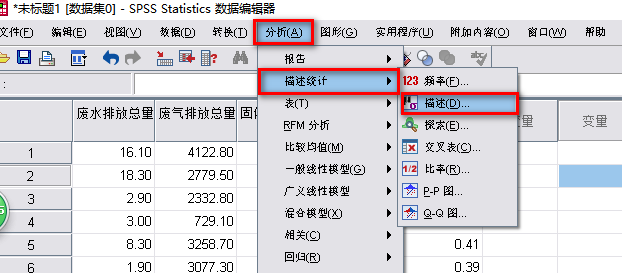 *未标题1 [数据集0] - SPSS Statistics 数据编辑器
文件(F) 编辑(E) 视图(V) 数据(D) 转换(T) 分析(A) 图形(G) 实用程序(U) 附加内容(O) 窗口(W) 帮助
报告
描述统计
表(T)
RFM 分析
比较均值(M)
一般线性模型(G)
广义线性模型
混合模型(X)
相关(C)
回归(R)
123 频率(F)...
描述(D)...
探索(E)...
交叉表(C)...
1/2 比率(R)...
P-P 图...
Q-Q 图...
废水排放总量 废气排放总量 变量
1 16.10 4122.80
2 18.30 2779.50
3 2.90 2332.80
4 3.00 729.10
5 8.30 3258.70 0.41
6 1.90 3077.30 0.39